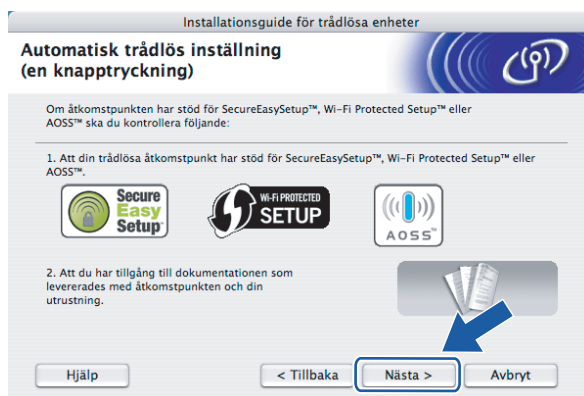 Installationsguide för trådlösa enheter
Automatisk trådlös inställning
(en knapptryckning)
Om åtkomstpunkten har stöd för SecureEasySetup™, Wi-Fi Protected Setup™ eller
AOSS™ ska du kontrollera följande:
1. Att din trådlösa åtkomstpunkt har stöd för SecureEasySetup™, Wi-Fi Protected Setup™ eller
AOSS™.
Secure
Easy
Setup
Wi-Fi PROTECTED
SETUP
AOSS™
2. Att du har tillgång till dokumentationen som
levererades med åtkomstpunkten och din
utrustning.
Hjälp
< Tillbaka
Nästa >
Avbryt